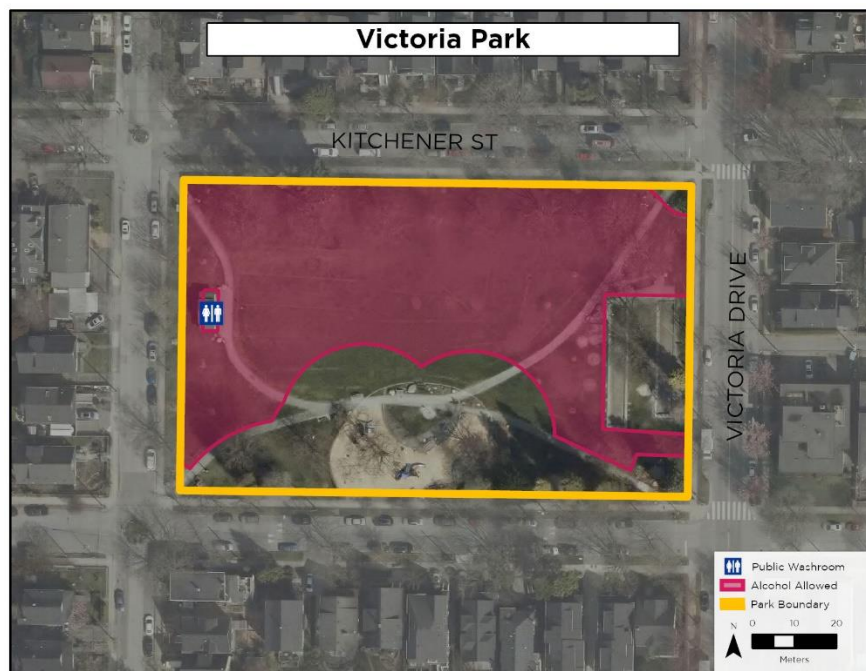 Victoria Park
KITCHENER ST
VICTORIA DRIVE
Public Washroom
Alcohol Allowed
Park Boundary
N
0 10 20
Meters